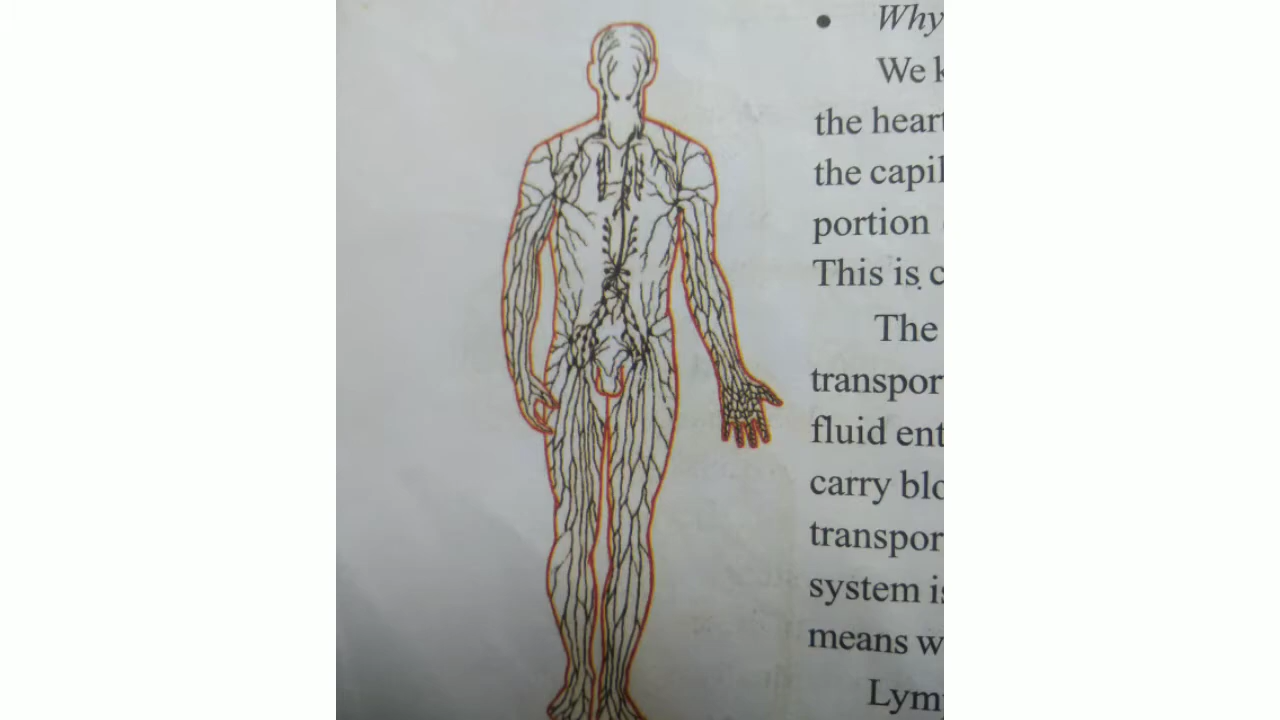 • Why
We k
the heart
the capil
portion
This is c
The
transpor
fluid ent
carry blo
transpor
system is
means w
Lym